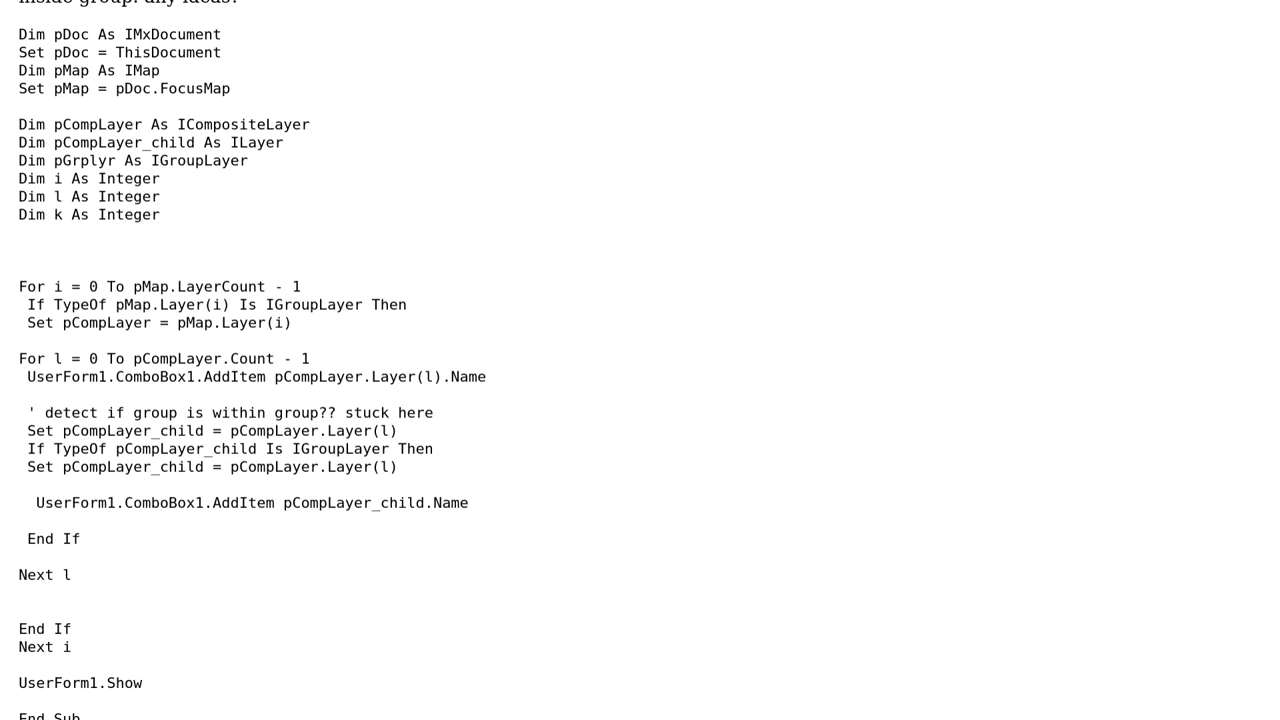 inside group. any ideas?
Dim pDoc As IMxDocument
Set pDoc = ThisDocument
Dim pMap As IMap
Set pMap = pDoc.FocusMap
Dim pCompLayer As ICompositeLayer
Dim pCompLayer_child As ILayer
Dim pGrplyr As IGroupLayer
Dim i As Integer
Dim l As Integer
Dim k As Integer
For i = 0 To pMap.LayerCount - 1
If TypeOf pMap.Layer(i) Is IGroupLayer Then
Set pCompLayer = pMap.Layer(i)
For l = 0 To pCompLayer.Count - 1
UserForm1.ComboBox1.AddItem pCompLayer.Layer(l).Name
' detect if group is within group?? stuck here
Set pCompLayer_child = pCompLayer.Layer(l)
If TypeOf pCompLayer_child Is IGroupLayer Then
Set pCompLayer_child = pCompLayer.Layer(l)
UserForm1.ComboBox1.AddItem pCompLayer_child.Name
End If
Next l
End If
Next i
UserForm1.Show
End Sub